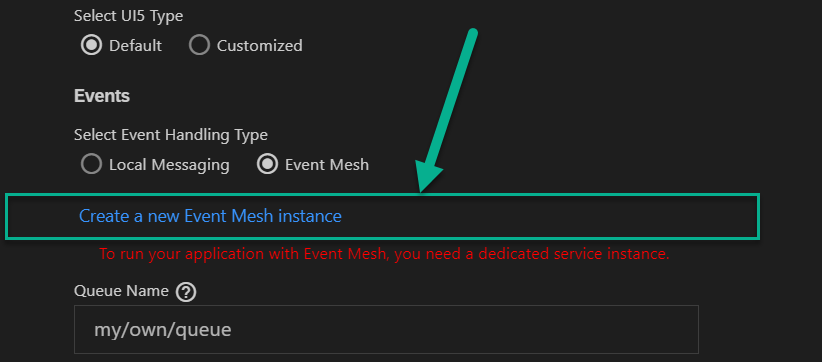 Select UI5 Type
Default Customized
Events
Select Event Handling Type
Local Messaging Event Mesh
Create a new Event Mesh instance
To run your application with Event Mesh, you need a dedicated service instance.
Queue Name ?
my/own/queue